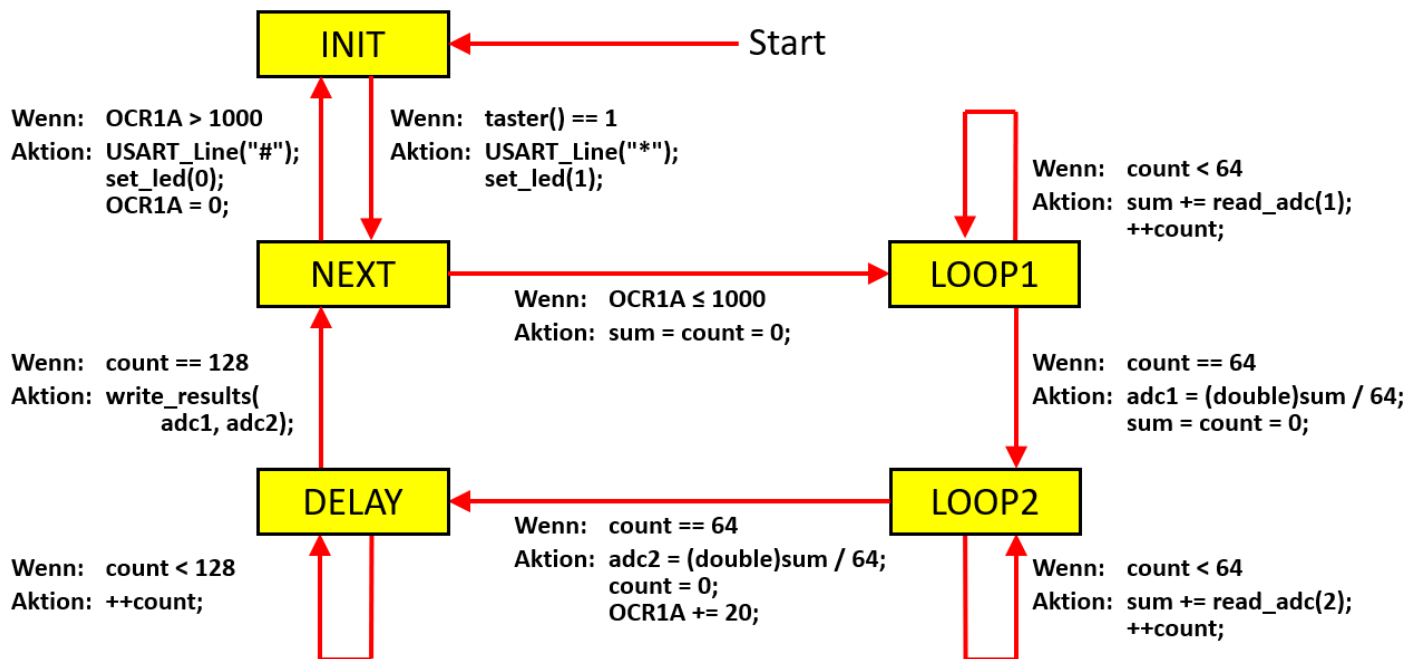 INIT
Start
Wenn: OCR1A > 1000
Aktion: USART_Line("#");
set_led(0);
OCR1A = 0;
Wenn: taster() == 1
Aktion: USART_Line("*");
set_led(1);
Wenn: count < 64
Aktion: sum += read_adc(1);
++count;
NEXT
LOOP1
Wenn: OCR1A ≤ 1000
Aktion: sum = count = 0;
Wenn: count == 128
Aktion: write_results(
adc1, adc2);
Wenn: count == 64
Aktion: adc1 = (double)sum / 64;
sum = count = 0;
DELAY
LOOP2
Wenn: count < 128
Aktion: ++count;
Wenn: count == 64
Aktion: adc2 = (double)sum / 64;
count = 0;
OCR1A += 20;
Wenn: count < 64
Aktion: sum += read_adc(2);
++count;